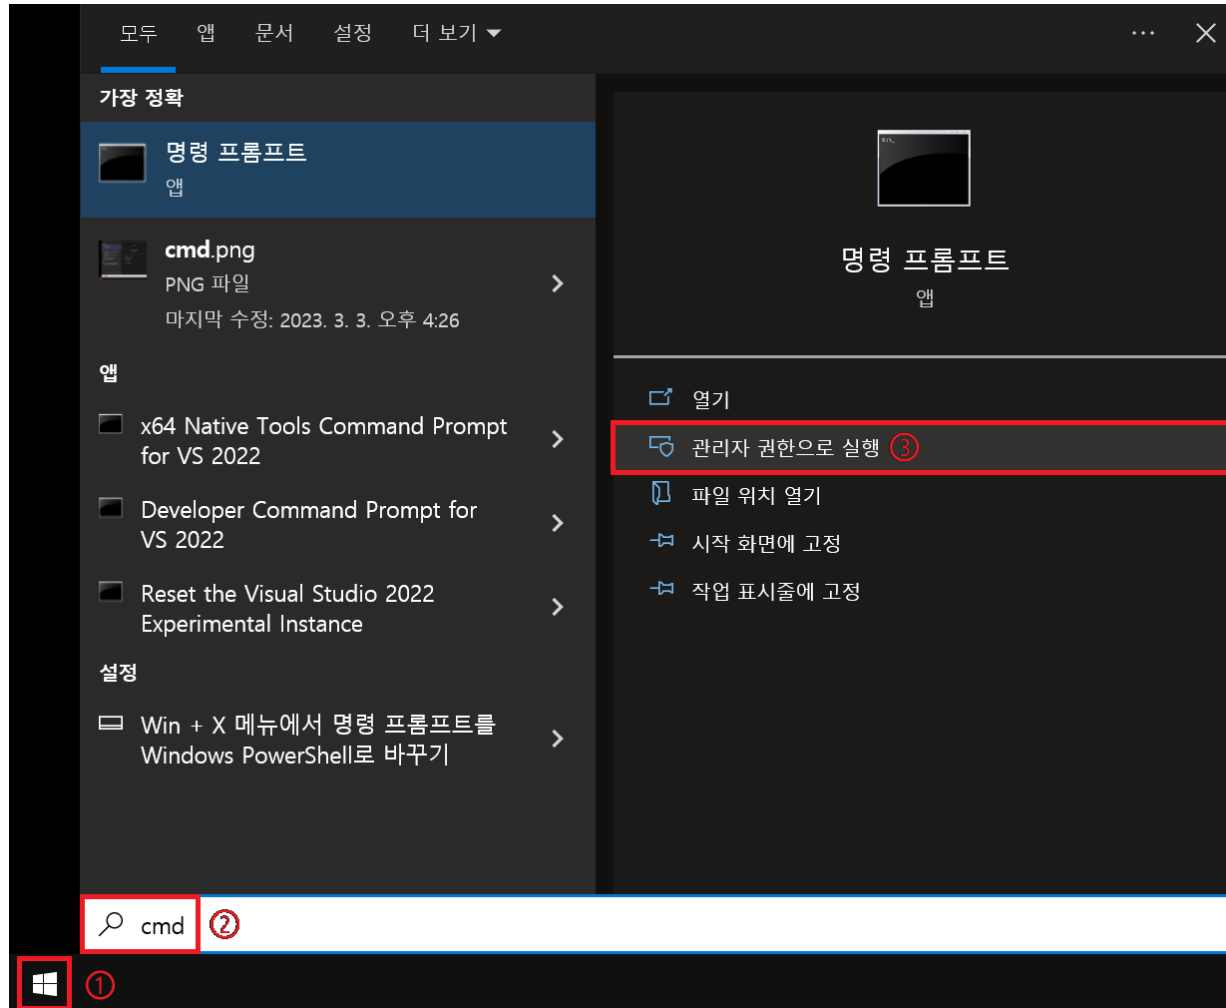 모두 앱 문서 설정 더 보기
가장 정확
명령 프롬프트
앱
cmd.png
PNG 파일
마지막 수정: 2023. 3. 3. 오후 4:26
앱
x64 Native Tools Command Prompt
for VS 2022
Developer Command Prompt for
VS 2022
Reset the Visual Studio 2022
Experimental Instance
설정
Win + X 메뉴에서 명령 프롬프트를
Windows PowerShell로 바꾸기
명령 프롬프트
앱
열기
관리자 권한으로 실행 ③
파일 위치 열기
시작 화면에 고정
작업 표시줄에 고정
cmd ②
①